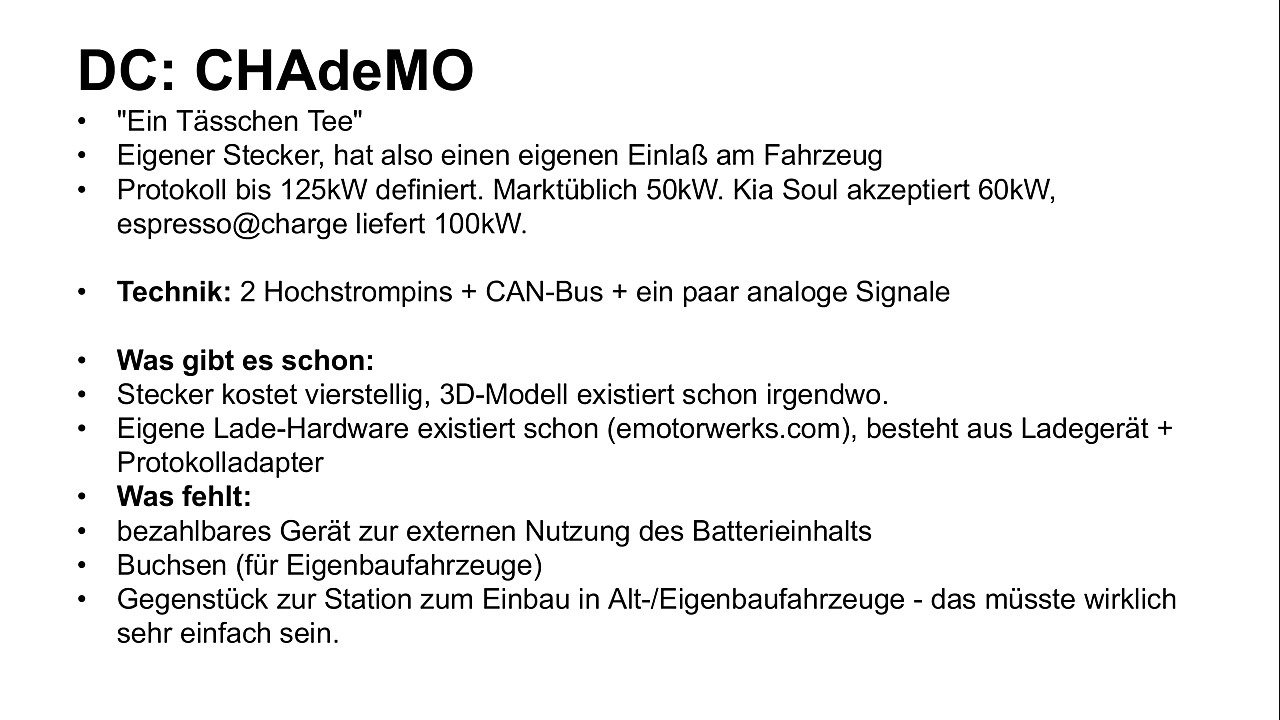 DC: CHAdeMO
• "Ein Tässchen Tee"
• Eigener Stecker, hat also einen eigenen Einlaß am Fahrzeug
• Protokoll bis 125kW definiert. Marktüblich 50kW. Kia Soul akzeptiert 60kW,
espresso@charge liefert 100kW.
• Technik: 2 Hochstrompins + CAN-Bus + ein paar analoge Signale
• Was gibt es schon:
• Stecker kostet vierstellig, 3D-Modell existiert schon irgendwo.
• Eigene Lade-Hardware existiert schon (emotorwerks.com), besteht aus Ladegerät +
Protokolladapter
• Was fehlt:
• bezahlbares Gerät zur externen Nutzung des Batterieinhalts
• Buchsen (für Eigenbaufahrzeuge)
• Gegenstück zur Station zum Einbau in Alt-/Eigenbaufahrzeuge - das müsste wirklich
sehr einfach sein.